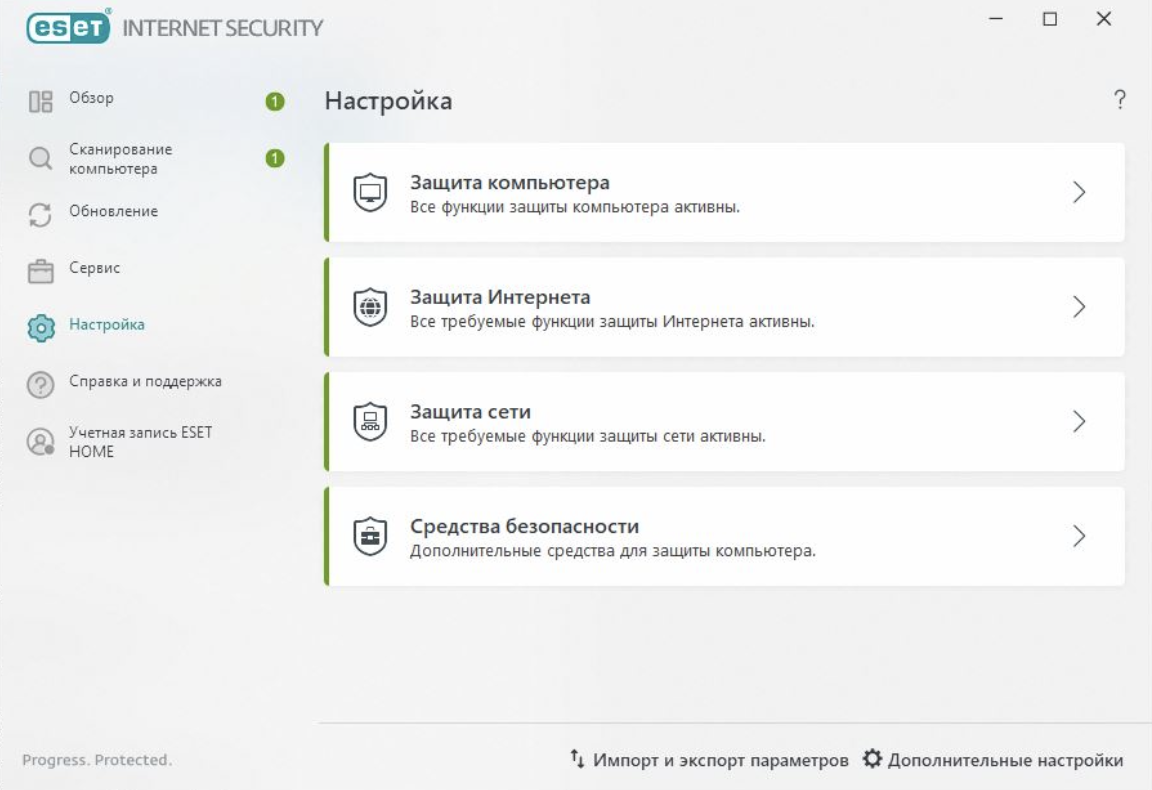 eset® INTERNET SECURITY
Обзор
1
Сканирование
компьютера
1
Обновление
Сервис
Настройка
Справка и поддержка
Учетная запись ESET
HOME
Настройка
?
Защита компьютера
Все функции защиты компьютера активны.
Защита Интернета
Все требуемые функции защиты Интернета активны.
Защита сети
Все требуемые функции защиты сети активны.
Средства безопасности
Дополнительные средства для защиты компьютера.
Progress. Protected.
Импорт и экспорт параметров
Дополнительные настройки